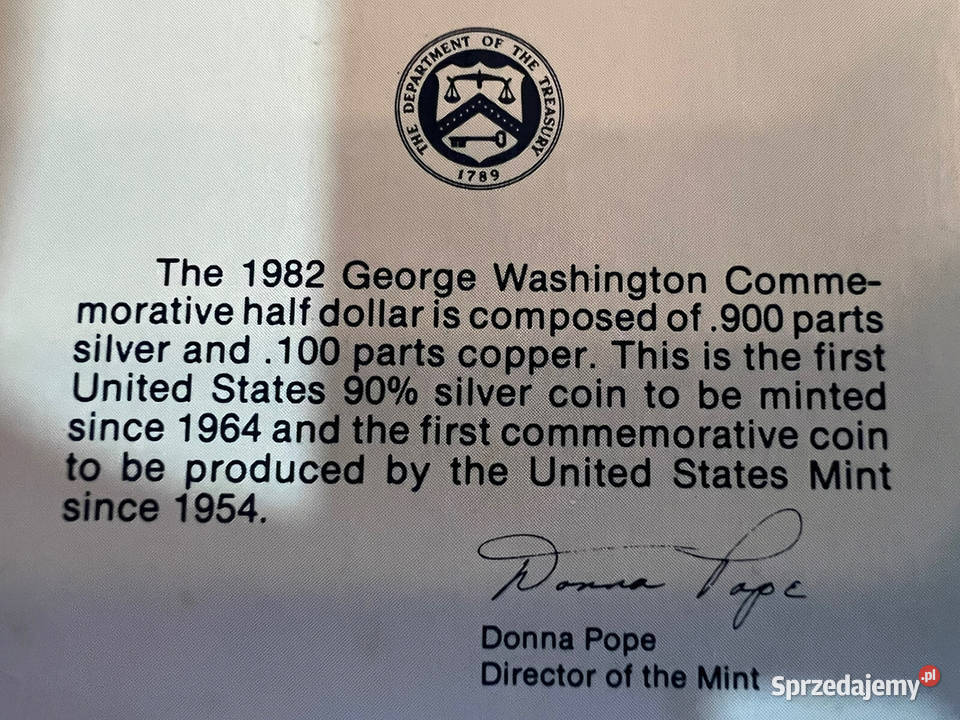 THE DEPARTMENT OF THE TREASURY
1789
The 1982 George Washington Comme-
morative half dollar is composed of .900 parts
silver and .100 parts copper. This is the first
United States 90% silver coin to be minted
since 1964 and the first commemorative coin
to be produced by the United States Mint
since 1954.
Donna Pope
Donna Pope
Director of the Mint
Sprzedajemy.pl